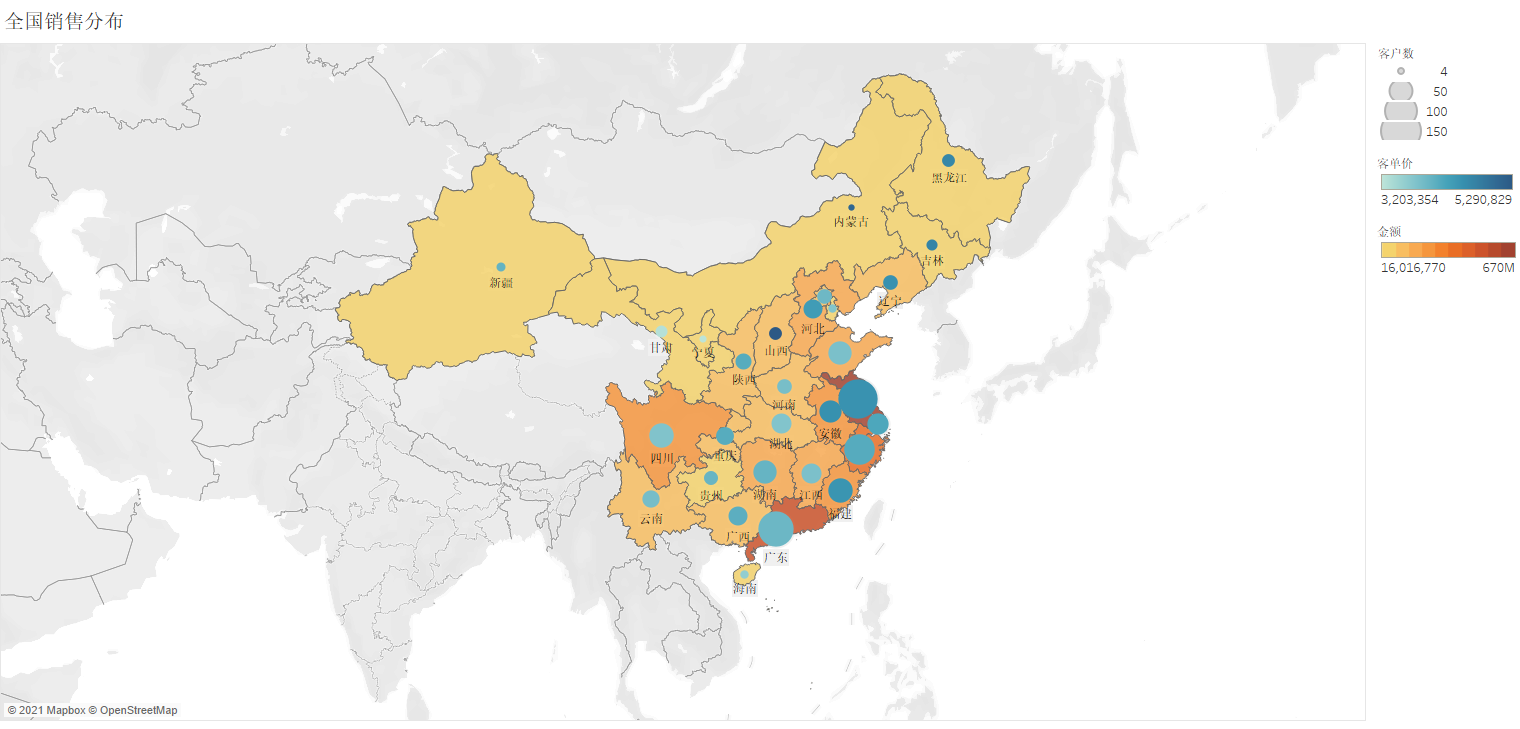 全国销售分布
客户数
4
50
100
150
客单价
3,203,354 5,290,829
金额
16,016,770 670M
黑龙江
内蒙古
吉林
新疆
辽宁
河北
甘肃
宁夏
山西
陕西
河南
安徽
湖北
四川
重庆
贵州
湖南
江西
云南
福建
广西
广东
海南
© 2021 Mapbox © OpenStreetMap